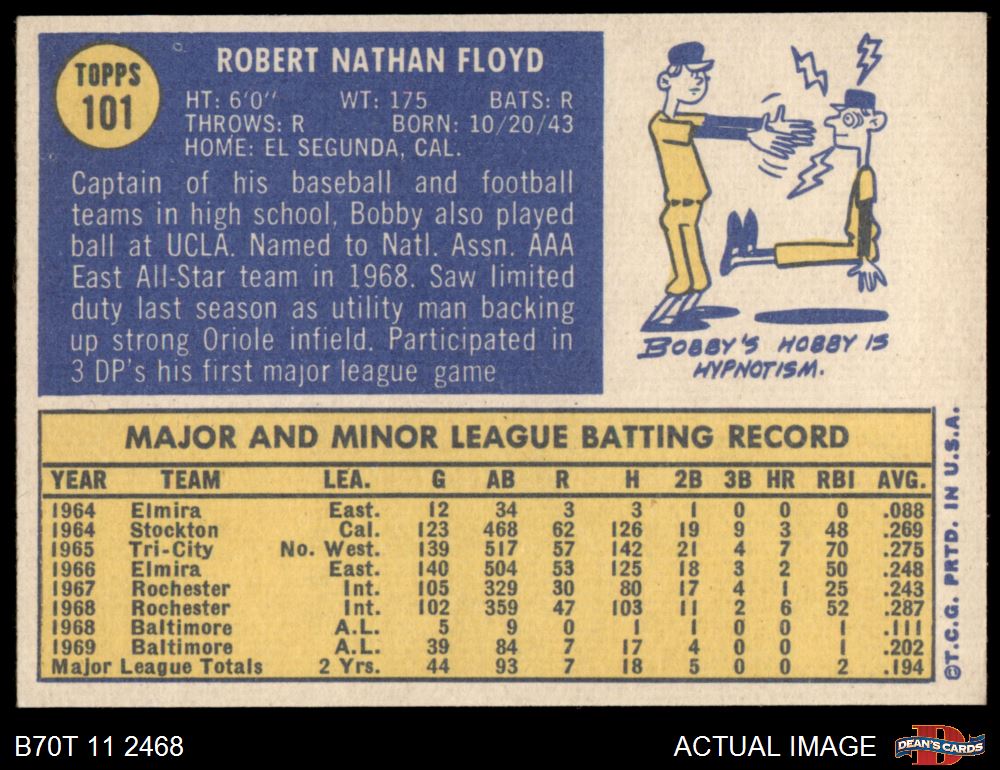 TOPPS
101
ROBERT NATHAN FLOYD
HT: 6'0" WT: 175 BATS: R
THROWS: R BORN: 10/20/43
HOME: EL SEGUNDA, CAL.
Captain of his baseball and football
teams in high school, Bobby also played
ball at UCLA. Named to Natl. Assn. AAA
East All-Star team in 1968. Saw limited
duty last season as utility man backing
up strong Oriole infield. Participated in
3 DP's his first major league game
BOBBY'S HOBBY IS
HYPNOTISM.
MAJOR AND MINOR LEAGUE BATTING RECORD
YEAR TEAM LEA. G AB R H 2B 3B HR RBI AVG.
1964 Elmira East. 12 34 3 3 1 0 0 0 .088
1964 Stockton Cal. 123 468 62 126 19 9 3 48 .269
1965 Tri-City No. West. 139 517 57 142 21 4 7 70 .275
1966 Elmira East. 140 504 53 125 18 3 2 50 .248
1967 Rochester Int. 105 329 30 80 17 4 1 25 .243
1968 Rochester Int. 102 359 47 103 11 2 6 52 .287
1968 Baltimore A.L. 5 9 0 1 1 0 0 1 .111
1969 Baltimore A.L. 39 84 7 17 4 0 0 1 .202
Major League Totals 2 Yrs. 44 93 7 18 5 0 0 2 .194
©T.C.G. PRTD. IN U.S.A.
B70T 11 2468
ACTUAL IMAGE
DEAN'S CARDS